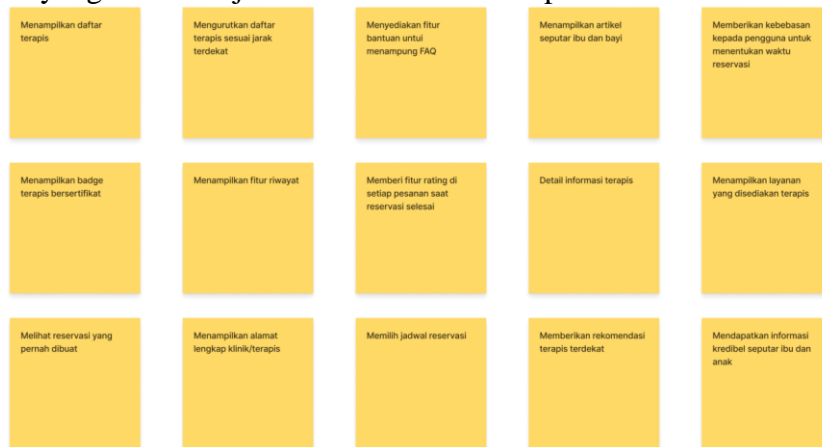 Menampilkan daftar
terapis
Mengurutkan daftar
terapis sesuai jarak
terdekat
Menyediakan fitur
bantuan untui
menampung FAQ
Menampilkan artikel
seputar ibu dan bayi
Memberikan kebebasan
kepada pengguna untuk
menentukan waktu
reservasi
Menampilkan badge
terapis bersertifikat
Menampilkan fitur riwayat
Memberi fitur rating di
setiap pesanan saat
reservasi selesai
Detail informasi terapis
Menampilkan layanan
yang disediakan terapis
Melihat reservasi yang
pernah dibuat
Menampilkan alamat
lengkap klinik/terapis
Memilih jadwal reservasi
Memberikan rekomendasi
terapis terdekat
Mendapatkan informasi
kredibel seputar ibu dan
anak